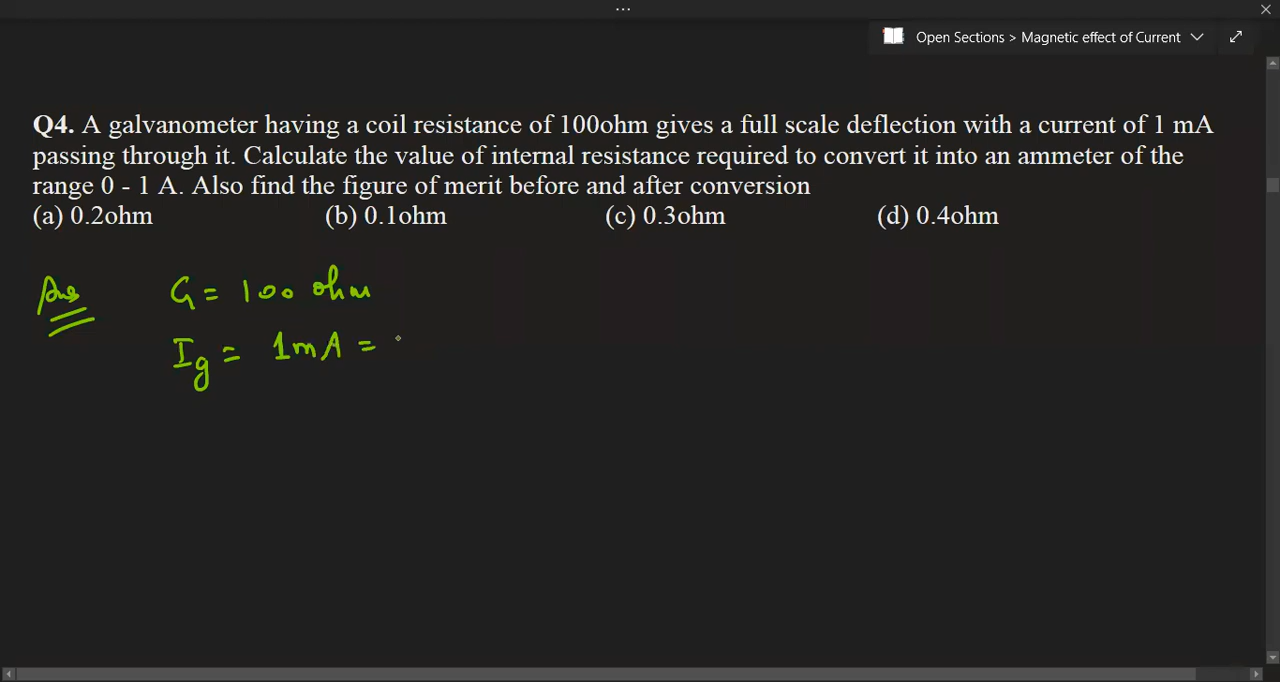 Open Sections > Magnetic effect of Current
Q4. A galvanometer having a coil resistance of 100ohm gives a full scale deflection with a current of 1 mA
passing through it. Calculate the value of internal resistance required to convert it into an ammeter of the
range 0 - 1 A. Also find the figure of merit before and after conversion
(a) 0.2ohm (b) 0.1ohm (c) 0.3ohm (d) 0.4ohm
Ans G = 100 ohm
Ig = 1mA =